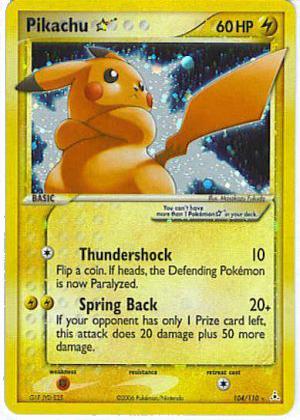 Pikachu ☆ 60 HP
Illus. Masakazu Fukuda
BASIC
You can't have
more than 1 Pokémon ☆ in your deck.
Thundershock 10
Flip a coin. If heads, the Defending Pokémon
is now Paralyzed.
Spring Back 20+
If your opponent has only 1 Prize card left,
this attack does 20 damage plus 50 more
damage.
weakness resistance retreat cost
©2006 Pokémon/Nintendo 104/110